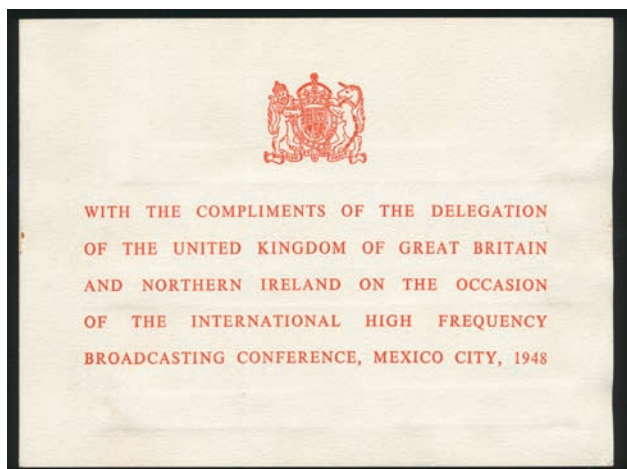 WITH THE COMPLIMENTS OF THE DELEGATION
OF THE UNITED KINGDOM OF GREAT BRITAIN
AND NORTHERN IRELAND ON THE OCCASION
OF THE INTERNATIONAL HIGH FREQUENCY
BROADCASTING CONFERENCE, MEXICO CITY, 1948